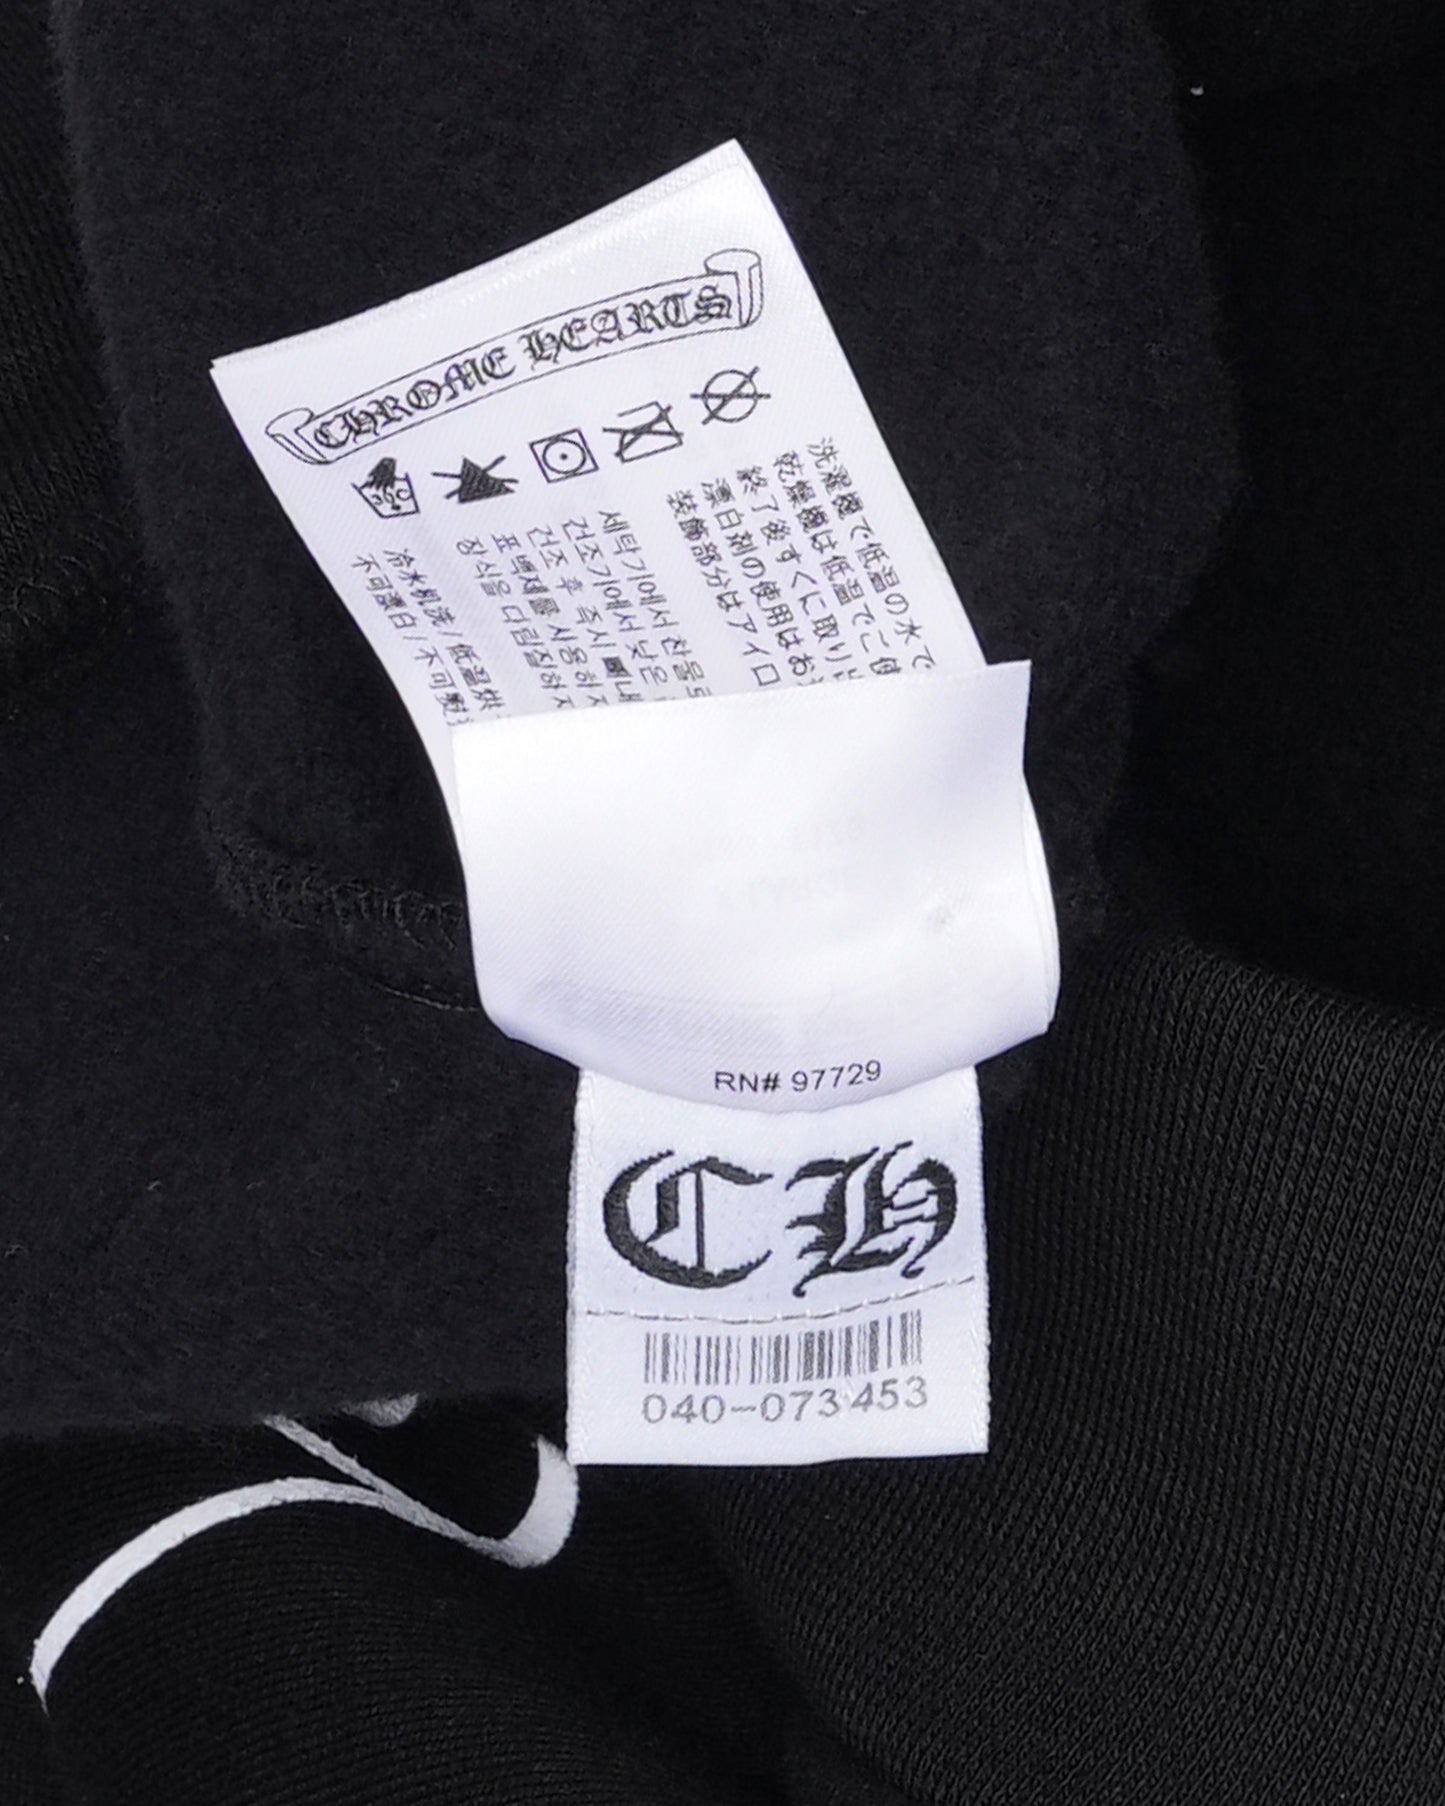 CHROME HEARTS
洗濯機で低温の水で
乾燥機は低温でご使
終了後すぐに取り出
漂白剤の使用はお
装飾部分はアイロ
세탁기에서 찬물로
건조기에서 낮은
건조 후 즉시 꺼내
표백제를 사용하지
장식을 다림질하지
冷水机洗/低温烘
不可漂白/不可熨
RN# 97729
CH
040-073453